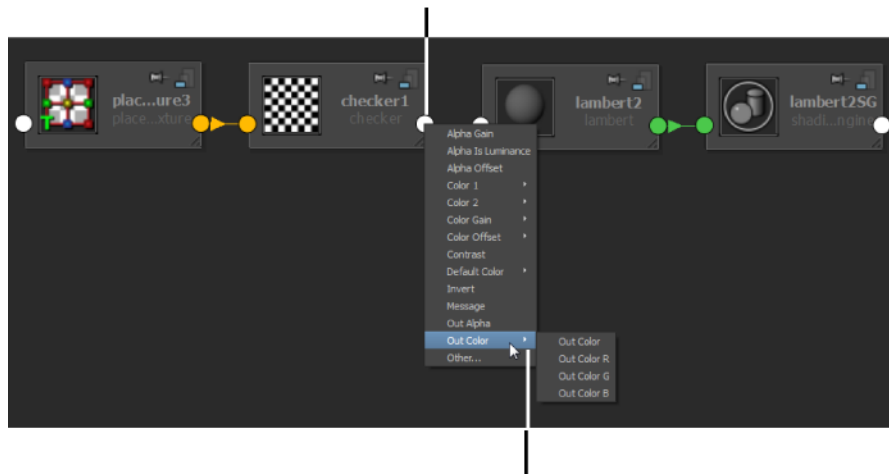 plac...ure3
place...xture
checker1
checker
lambert2
lambert
lambert2SG
shadi...ngine
Alpha Gain
Alpha Is Luminance
Alpha Offset
Color 1
Color 2
Color Gain
Color Offset
Contrast
Default Color
Invert
Message
Out Alpha
Out Color
Other...
Out Color
Out Color R
Out Color G
Out Color B